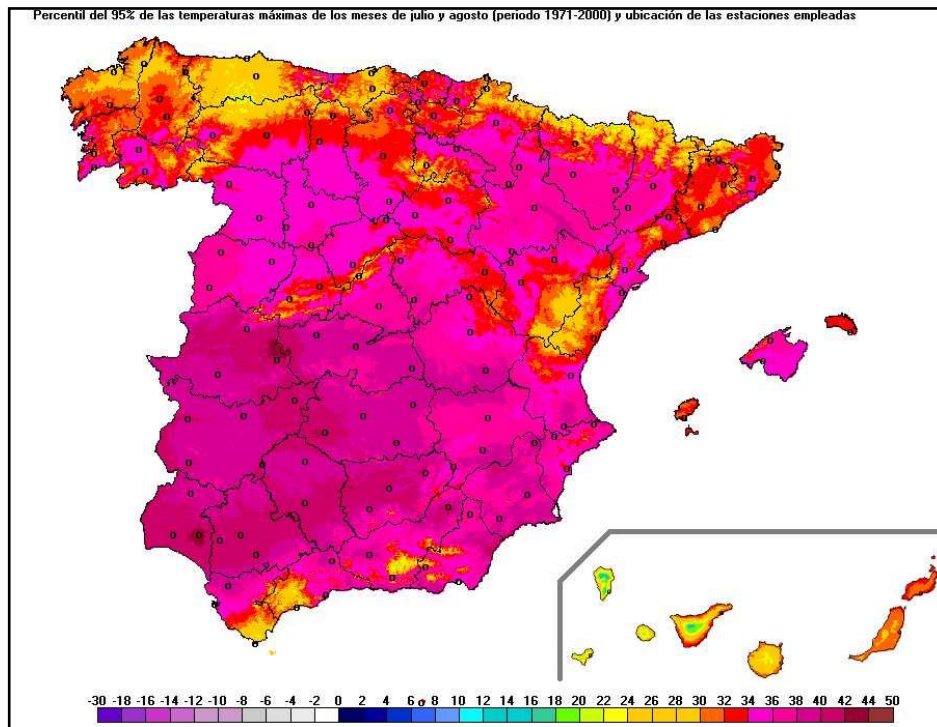 Percentil del 95% de las temperaturas máximas de los meses de julio y agosto (periodo 1971-2000) y ubicación de las estaciones empleadas
-30 -18 -16 -14 -12 -10 -8 -6 -4 -2 0 2 4 6 8 10 12 14 16 18 20 22 24 26 28 30 32 34 36 38 40 42 44 50